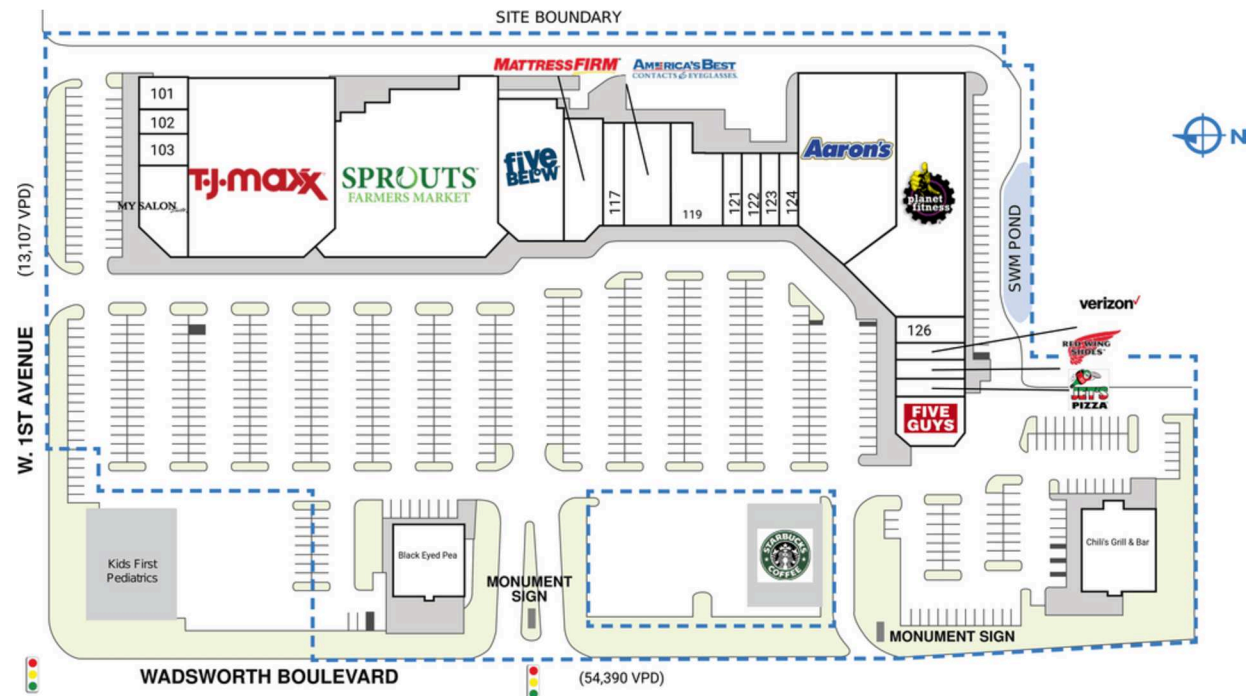 SITE BOUNDARY
MATTRESSFIRM
AMERICA'S BEST
CONTACTS & EYEGLASSES
101
102
103
MY SALON Suite
T•J•maxx
SPROUTS
FARMERS MARKET
five
BEL°W
117
119
121
122
123
124
Aaron's
planet
fitness
N
SWM POND
(13,107 VPD)
W. 1ST AVENUE
126
verizon
RED WING
SHOES
JET'S
PIZZA
FIVE
GUYS
Kids First
Pediatrics
Black Eyed Pea
MONUMENT
SIGN
STARBUCKS
COFFEE
Chili's Grill & Bar
MONUMENT SIGN
WADSWORTH BOULEVARD
(54,390 VPD)